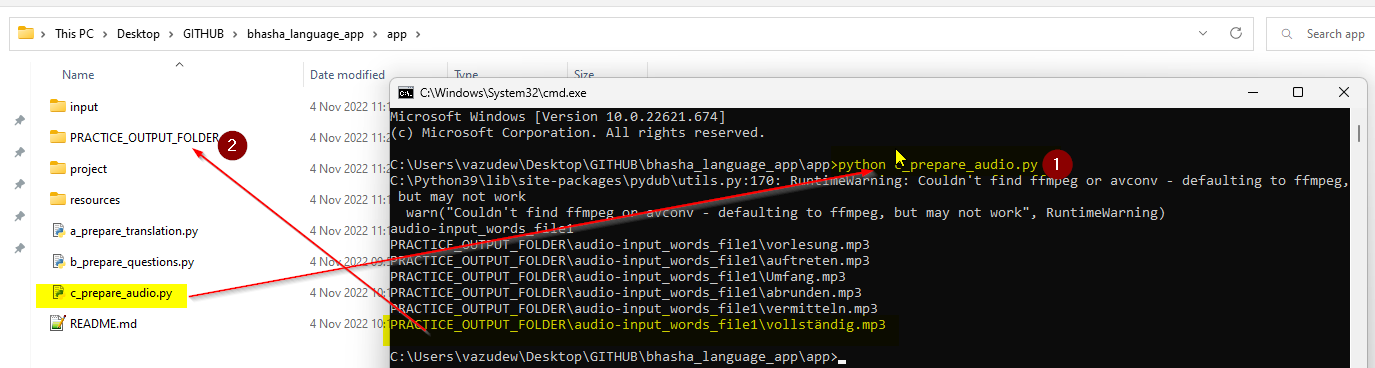 This PC > Desktop > GITHUB > bhasha_language_app > app >
Search app
Name
Date modified
Type
Size
input
4 Nov 2022 11:1
PRACTICE_OUTPUT_FOLDER
4 Nov 2022 11:2
project
4 Nov 2022 11:2
resources
4 Nov 2022 11:1
a_prepare_translation.py
4 Nov 2022 11:1
b_prepare_questions.py
4 Nov 2022 09:
c_prepare_audio.py
4 Nov 2022 10:1
README.md
4 Nov 2022 10:
2
C:\Windows\System32\cmd.exe
Microsoft Windows [Version 10.0.22621.674]
(c) Microsoft Corporation. All rights reserved.
C:\Users\vazudew\Desktop\GITHUB\bhasha_language_app\app>python c_prepare_audio.py
1
C:\Python39\lib\site-packages\pydub\utils.py:170: RuntimeWarning: Couldn't find ffmpeg or avconv - defaulting to ffmpeg,
but may not work
warn("Couldn't find ffmpeg or avconv - defaulting to ffmpeg, but may not work", RuntimeWarning)
audio-input_words_file1
PRACTICE_OUTPUT_FOLDER\audio-input_words_file1\vorlesung.mp3
PRACTICE_OUTPUT_FOLDER\audio-input_words_file1\auftreten.mp3
PRACTICE_OUTPUT_FOLDER\audio-input_words_file1\Umfang.mp3
PRACTICE_OUTPUT_FOLDER\audio-input_words_file1\abrunden.mp3
PRACTICE_OUTPUT_FOLDER\audio-input_words_file1\vermitteln.mp3
PRACTICE_OUTPUT_FOLDER\audio-input_words_file1\vollständig.mp3
C:\Users\vazudew\Desktop\GITHUB\bhasha_language_app\app>